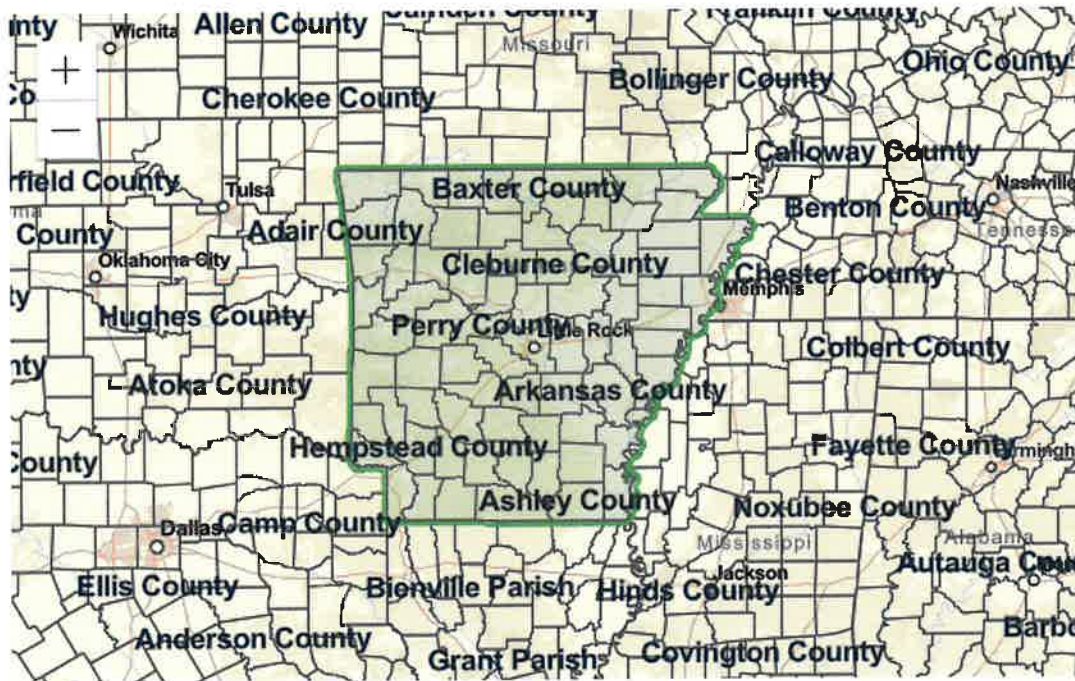 Wichita
Allen County
County
Missouri
Ohio County
Bollinger County
Cherokee County
Calloway County
County
Tulsa
Baxter County
Nashville
Benton County
County
Adair County
Oklahoma City
Cleburne County
Chester County
Memphis
Hughes County
Perry County
Little Rock
Colbert County
Atoka County
Arkansas County
Hempstead County
Fayette County
County
Ashley County
Noxubee County
Dallas
Camp County
Mississippi
Alabama
Jackson
Ellis County
Bienville Parish
Hinds County
Autauga
Anderson County
Grant Parish
Covington County